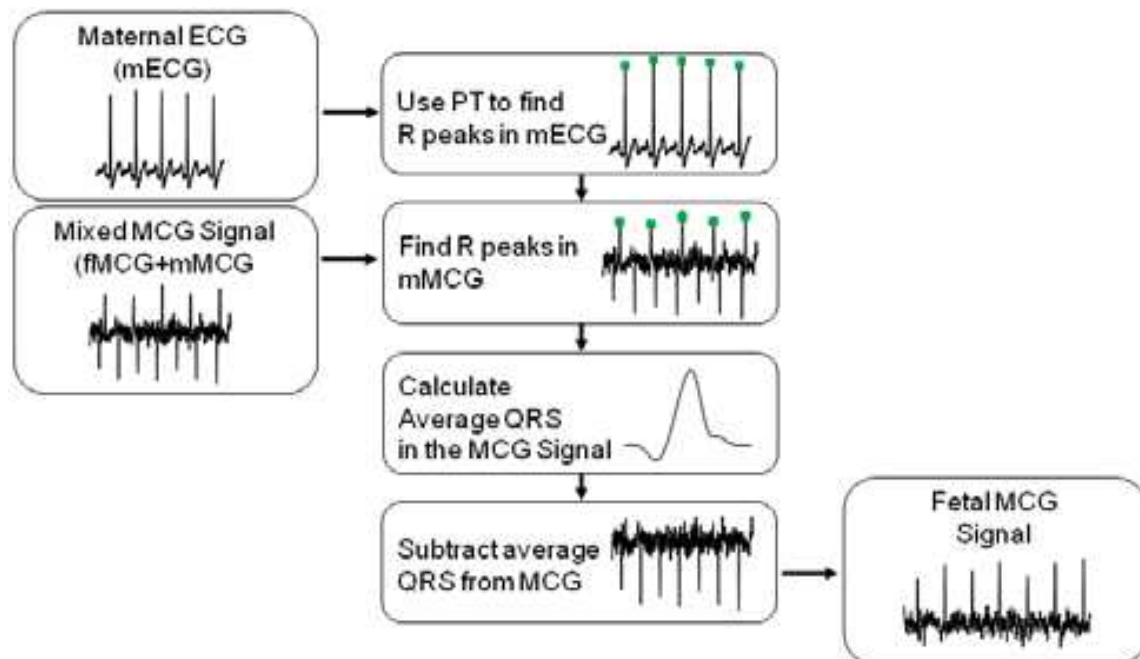 Maternal ECG
(mECG)
Use PT to find
R peaks in mECG
Mixed MCG Signal
(fMCG+mMCG
Find R peaks in
mMCG
Calculate
Average QRS
in the MCG Signal
Subtract average
QRS from MCG
Fetal MCG
Signal